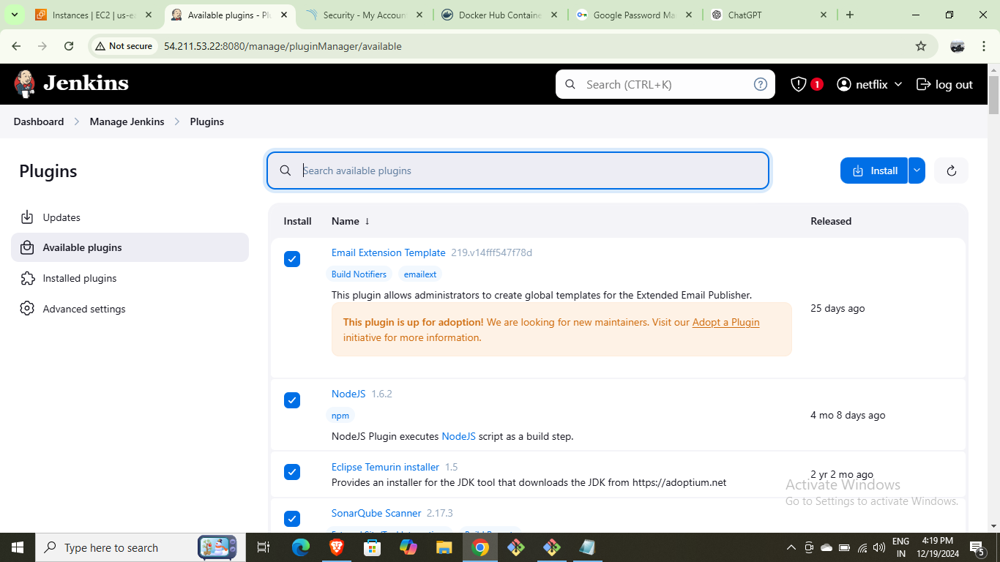 Instances | EC2 | us-ea
Available plugins - Plu
Security - My Accoun
Docker Hub Containe
Google Password Ma
ChatGPT
Not secure
54.211.53.22:8080/manage/pluginManager/available
Jenkins
Search (CTRL+K)
1
netflix
log out
Dashboard
Manage Jenkins
Plugins
Plugins
Search available plugins
Install
Updates
Available plugins
Installed plugins
Advanced settings
Install Name ↓ Released
Email Extension Template 219.v14fff547f78d
Build Notifiers emailext
This plugin allows administrators to create global templates for the Extended Email Publisher.
This plugin is up for adoption! We are looking for new maintainers. Visit our Adopt a Plugin
initiative for more information.
25 days ago
NodeJS 1.6.2
npm
NodeJS Plugin executes NodeJS script as a build step.
4 mo 8 days ago
Eclipse Temurin installer 1.5
Provides an installer for the JDK tool that downloads the JDK from https://adoptium.net
2 yr 2 mo ago
SonarQube Scanner 2.17.3
Activate Windows
Go to Settings to activate Windows.
Type here to search
ENG
IN
4:19 PM
12/19/2024
5